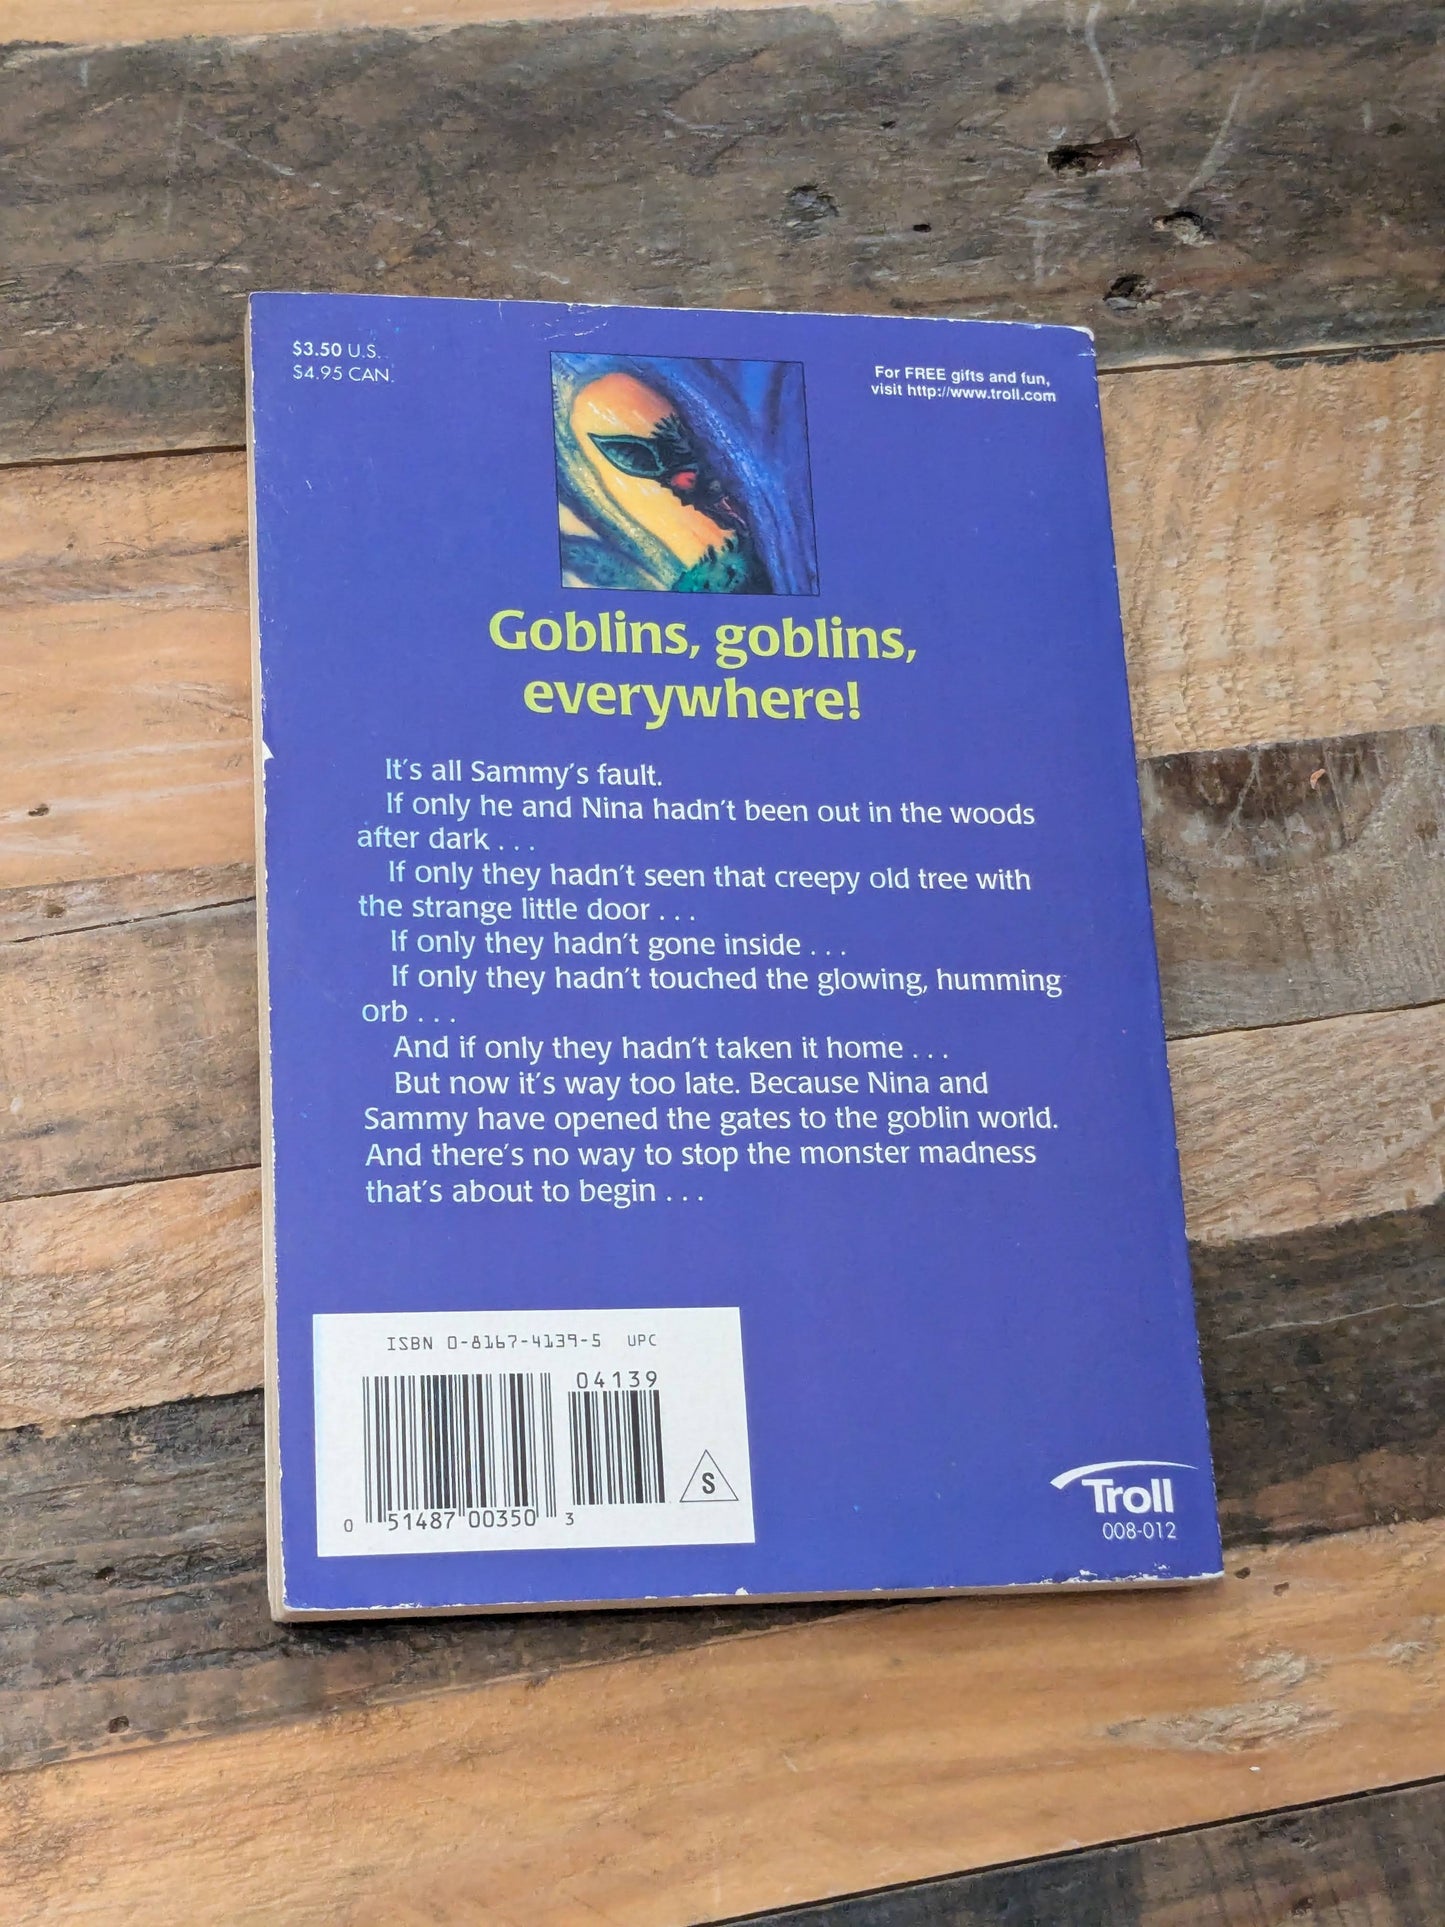 $3.50 U.S.
$4.95 CAN.
For FREE gifts and fun,
visit http://www.troll.com
Goblins, goblins,
everywhere!
It's all Sammy's fault.
If only he and Nina hadn't been out in the woods
after dark . . .
If only they hadn't seen that creepy old tree with
the strange little door . . .
If only they hadn't gone inside . . .
If only they hadn't touched the glowing, humming
orb . . .
And if only they hadn't taken it home . . .
But now it's way too late. Because Nina and
Sammy have opened the gates to the goblin world.
And there's no way to stop the monster madness
that's about to begin . . .
ISBN 0-8167-4139-5 UPC
04139
0 51487 00350 3
S
Troll
008-012